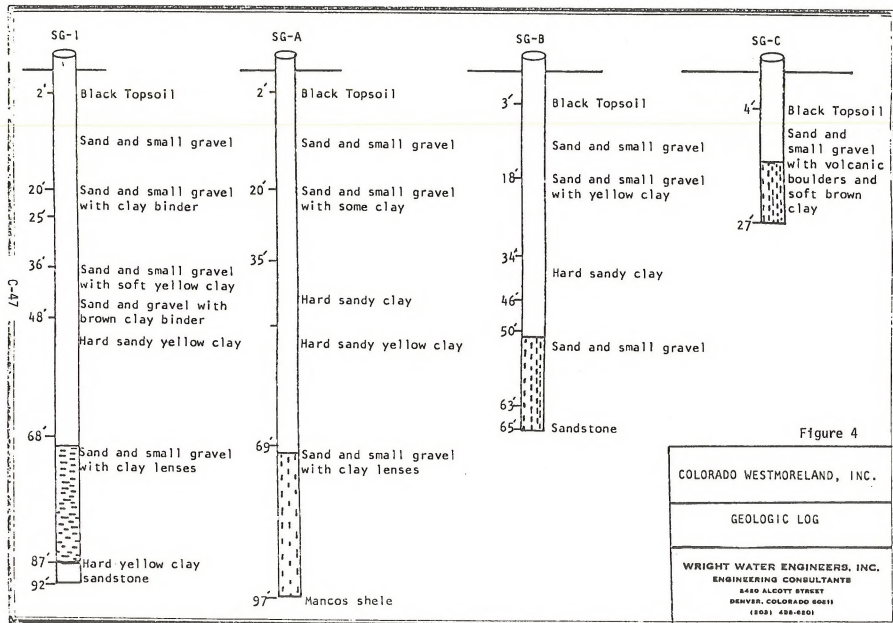 SG-1
2′ Black Topsoil
Sand and small gravel
20′ Sand and small gravel
with clay binder
25′
36′ Sand and small gravel
with soft yellow clay
Sand and gravel with
48′ brown clay binder
Hard sandy yellow clay
68′
Sand and small gravel
with clay lenses
87′ Hard yellow clay
sandstone
92′
SG-A
2′ Black Topsoil
Sand and small gravel
20′ Sand and small gravel
with some clay
35′
Hard sandy clay
Hard sandy yellow clay
69′ Sand and small gravel
with clay lenses
97′ Mancos shele
SG-B
3′ Black Topsoil
Sand and small gravel
18′ Sand and small gravel
with yellow clay
34′
Hard sandy clay
46′
50′
Sand and small gravel
63′
65′ Sandstone
SG-C
4′ Black Topsoil
Sand and
small gravel
with volcanic
boulders and
soft brown
clay
27′
C-47
Figure 4
COLORADO WESTMORELAND, INC.
GEOLOGIC LOG
WRIGHT WATER ENGINEERS, INC.
ENGINEERING CONSULTANTS
2420 ALCOTT STREET
DENVER, COLORADO 80211